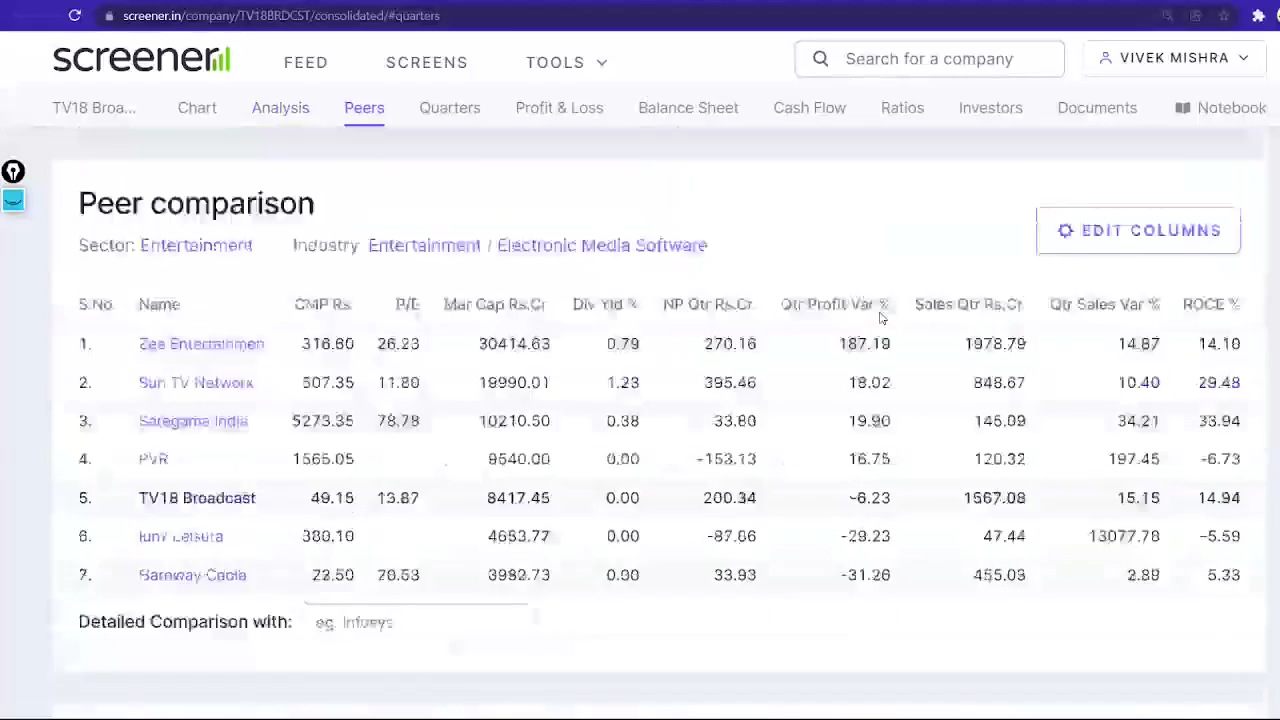 screener.in/company/TV18BRDCST/consolidated/#quarters
screener
FEED SCREENS TOOLS
Search for a company
VIVEK MISHRA
TV18 Broa... Chart Analysis Peers Quarters Profit & Loss Balance Sheet Cash Flow Ratios Investors Documents Notebook
Peer comparison
Sector: Entertainment Industry Entertainment / Electronic Media Software
EDIT COLUMNS
S.No. Name CMP Rs. P/E Mar Cap Rs.Cr. Div Yld % NP Qtr Rs.Cr. Qtr Profit Var % Sales Qtr Rs.Cr. Qtr Sales Var % ROCE %
1. Zee Entertainmen 316.60 26.23 30414.63 0.79 270.16 187.19 1978.79 14.87 14.10
2. Sun TV Network 507.35 11.80 19990.01 1.23 395.46 18.02 848.67 10.40 29.48
3. Saregama India 5273.35 78.78 10210.50 0.38 33.80 19.90 145.09 34.21 33.94
4. PVR 1565.05 9540.00 0.00 -153.13 16.75 120.32 197.45 -6.73
5. TV18 Broadcast 49.15 13.87 8417.45 0.00 200.34 -6.23 1567.08 15.15 14.94
6. 380.10 0.00 -87.86 -29.23 47.44 13077.78 -5.59
7. 22.50 3982.73 0.00 33.93 -31.26 455.03 2.89 5.33
Detailed Comparison with: eg. Infosys